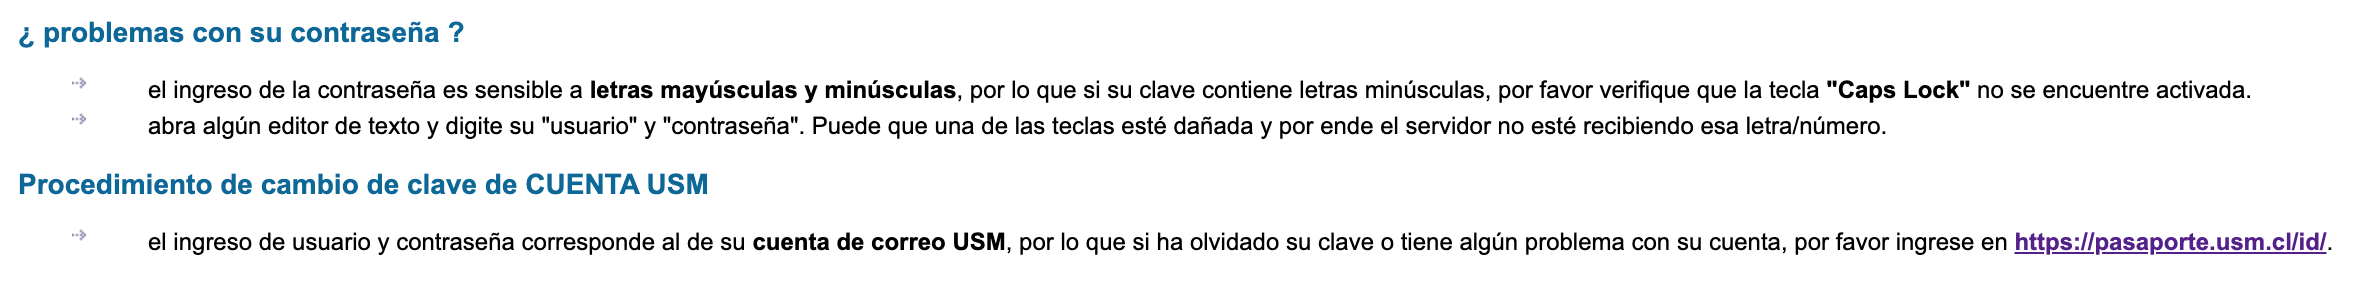 ¿ problemas con su contraseña ?
el ingreso de la contraseña es sensible a letras mayúsculas y minúsculas, por lo que si su clave contiene letras minúsculas, por favor verifique que la tecla "Caps Lock" no se encuentre activada.
abra algún editor de texto y digite su "usuario" y "contraseña". Puede que una de las teclas esté dañada y por ende el servidor no esté recibiendo esa letra/número.
Procedimiento de cambio de clave de CUENTA USM
el ingreso de usuario y contraseña corresponde al de su cuenta de correo USM, por lo que si ha olvidado su clave o tiene algún problema con su cuenta, por favor ingrese en https://pasaporte.usm.cl/id/.